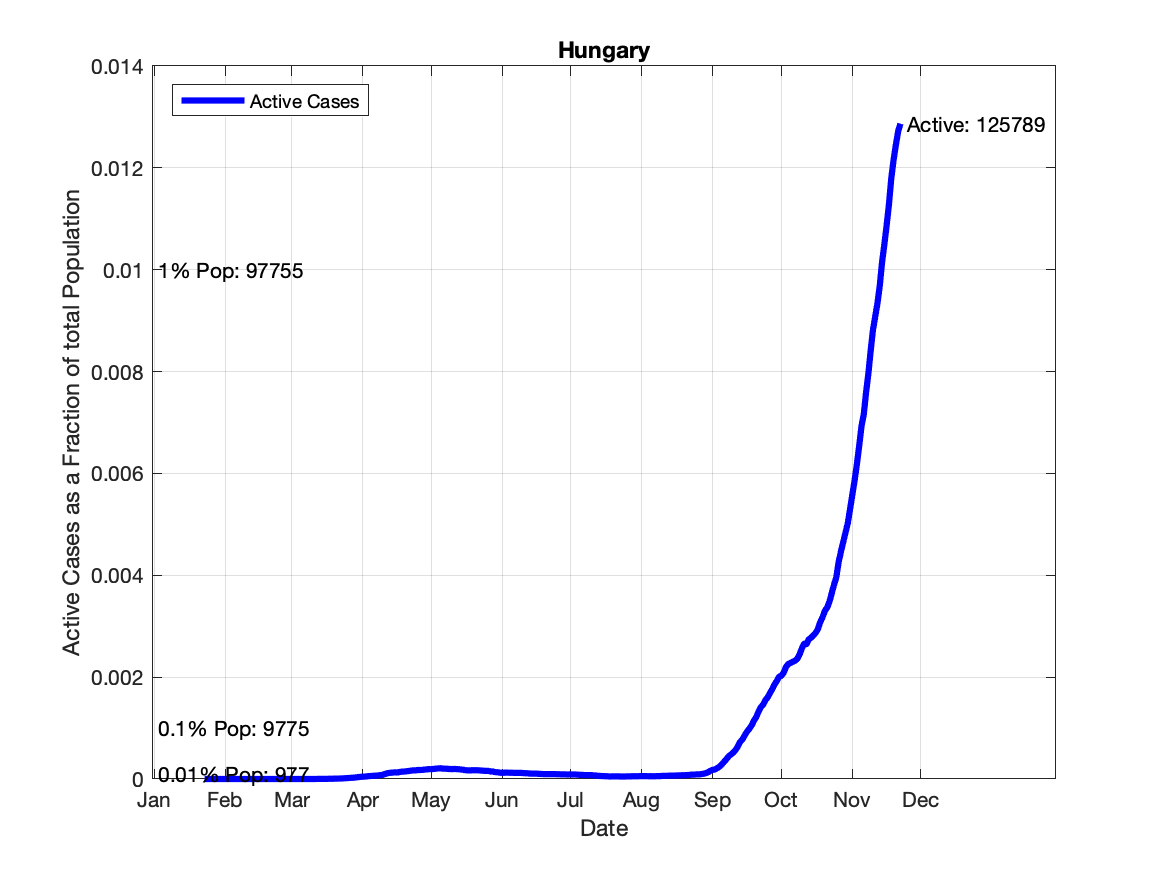 Hungary
0.014
Active Cases
Active: 125789
0.012
0.01
1% Pop: 97755
0.008
0.006
0.004
0.002
0.1% Pop: 9775
0.01% Pop: 977
0
Jan Feb Mar Apr May Jun Jul Aug Sep Oct Nov Dec
Date
Active Cases as a Fraction of total Population